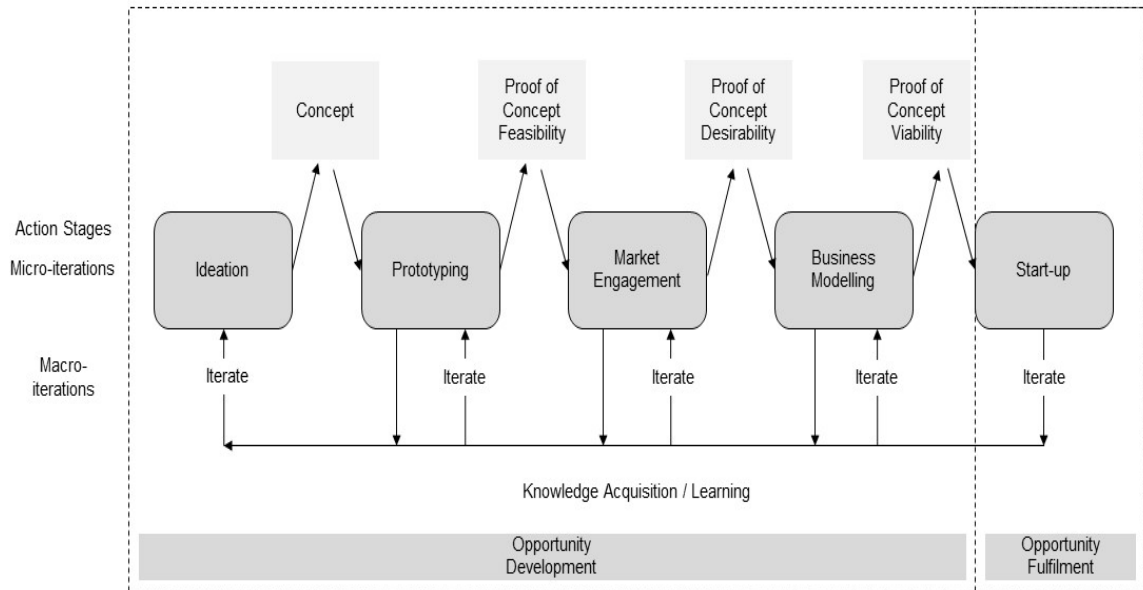 Concept
Proof of
Concept
Feasibility
Proof of
Concept
Desirability
Proof of
Concept
Viability
Action Stages
Micro-iterations
Ideation
Prototyping
Market
Engagement
Business
Modelling
Start-up
Macro-
iterations
Iterate
Iterate
Iterate
Iterate
Iterate
Knowledge Acquisition / Learning
Opportunity
Development
Opportunity
Fulfilment